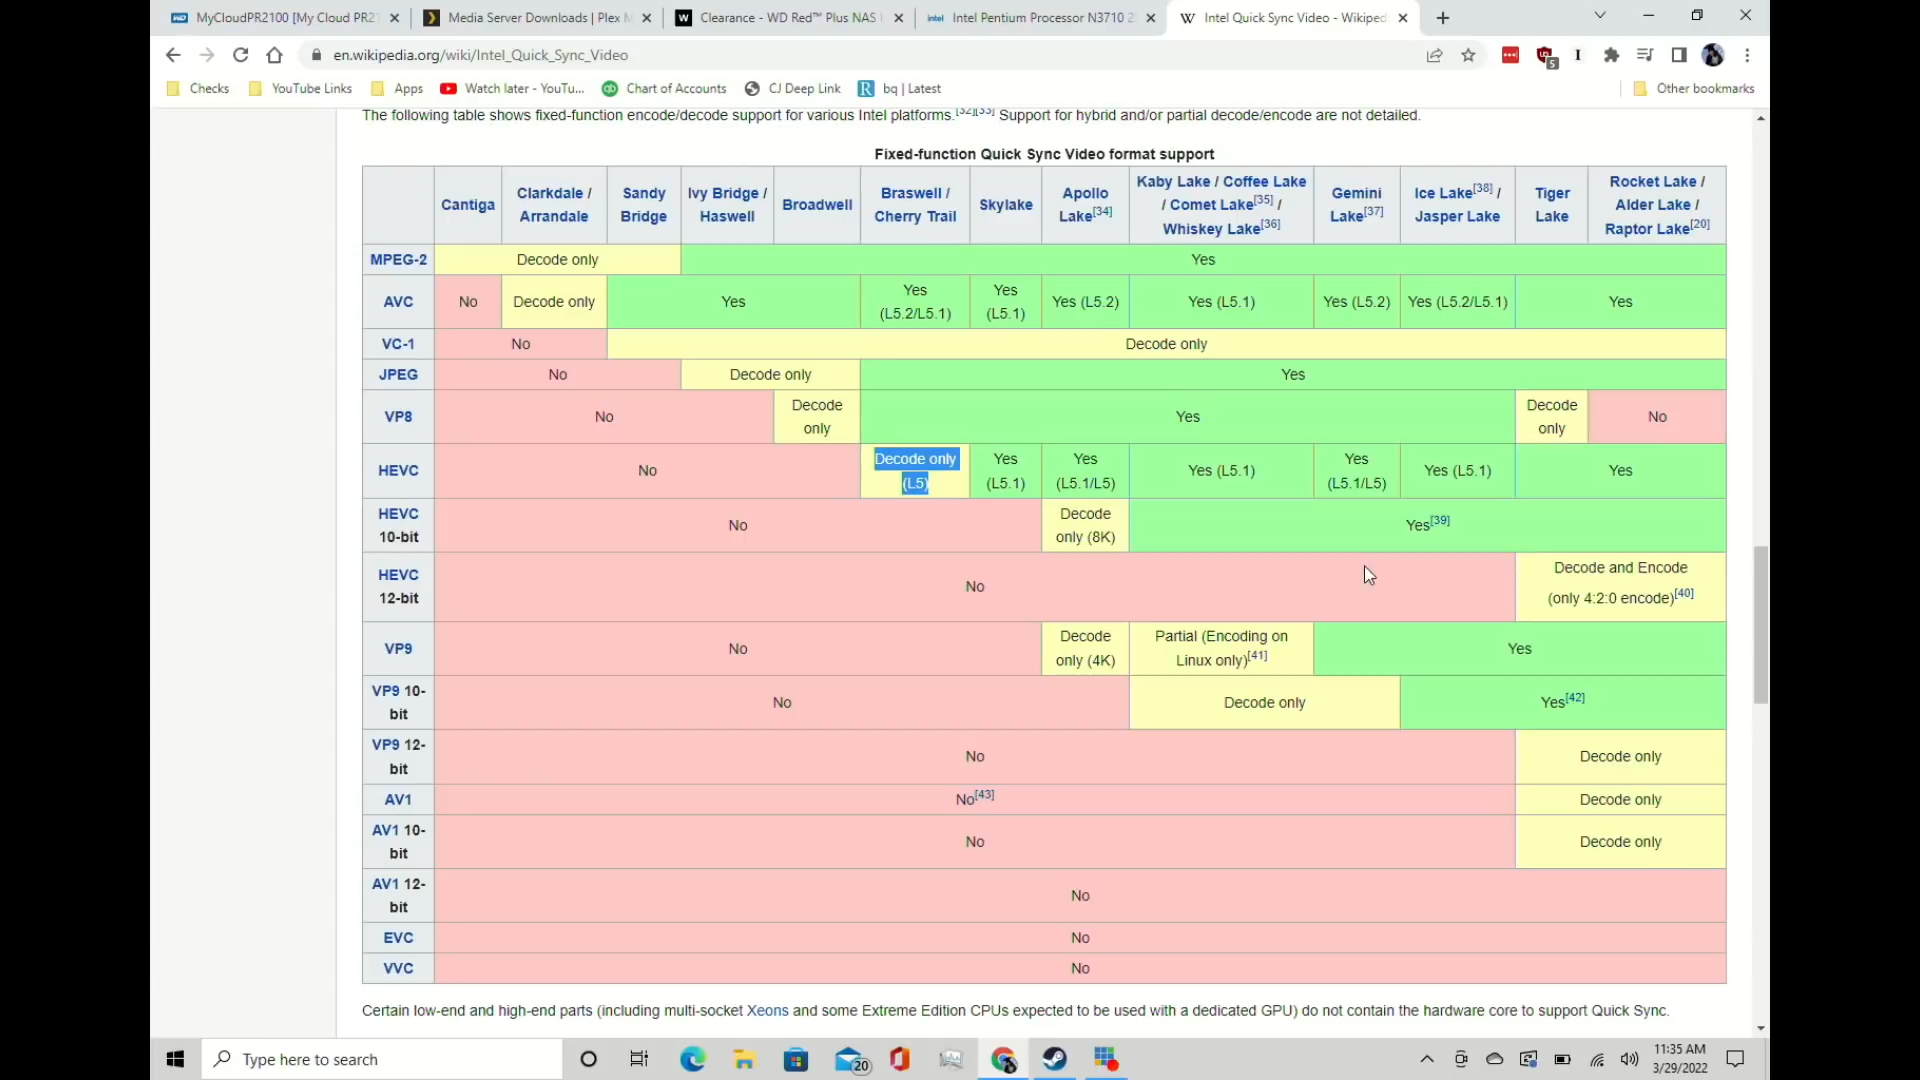 MyCloudPR2100 [My Cloud PR21
Media Server Downloads | Plex M
Clearance - WD Red™ Plus NAS
Intel Pentium Processor N3710 2
Intel Quick Sync Video - Wikiped
en.wikipedia.org/wiki/Intel_Quick_Sync_Video
5
Checks YouTube Links Apps Watch later - YouTu... Chart of Accounts CJ Deep Link bq | Latest Other bookmarks
The following table shows fixed-function encode/decode support for various Intel platforms.[32][33] Support for hybrid and/or partial decode/encode are not detailed.
Fixed-function Quick Sync Video format support
Cantiga
Clarkdale /
Arrandale
Sandy
Bridge
Ivy Bridge /
Haswell
Broadwell
Braswell /
Cherry Trail
Skylake
Apollo
Lake[34]
Kaby Lake / Coffee Lake
/ Comet Lake[35] /
Whiskey Lake[36]
Gemini
Lake[37]
Ice Lake[38] /
Jasper Lake
Tiger
Lake
Rocket Lake /
Alder Lake /
Raptor Lake[20]
MPEG-2 Decode only Yes
AVC
No
Decode only
Yes
Yes
(L5.2/L5.1)
Yes
(L5.1)
Yes (L5.2)
Yes (L5.1)
Yes (L5.2)
Yes (L5.2/L5.1)
Yes
VC-1 No Decode only
JPEG No Decode only Yes
VP8
No
Decode
only
Yes
Decode
only
No
HEVC
No
Decode only
(L5)
Yes
(L5.1)
Yes
(L5.1/L5)
Yes (L5.1)
Yes
(L5.1/L5)
Yes (L5.1)
Yes
HEVC
10-bit
No
Decode
only (8K)
Yes[39]
HEVC
12-bit
No
Decode and Encode
(only 4:2:0 encode)[40]
VP9
No
Decode
only (4K)
Partial (Encoding on
Linux only)[41]
Yes
VP9 10-
bit
No
Decode only
Yes[42]
VP9 12-
bit
No
Decode only
AV1 No[43] Decode only
AV1 10-
bit
No
Decode only
AV1 12-
bit
No
EVC No
VVC No
Certain low-end and high-end parts (including multi-socket Xeons and some Extreme Edition CPUs expected to be used with a dedicated GPU) do not contain the hardware core to support Quick Sync.
Type here to search
20
11:35 AM
3/29/2022